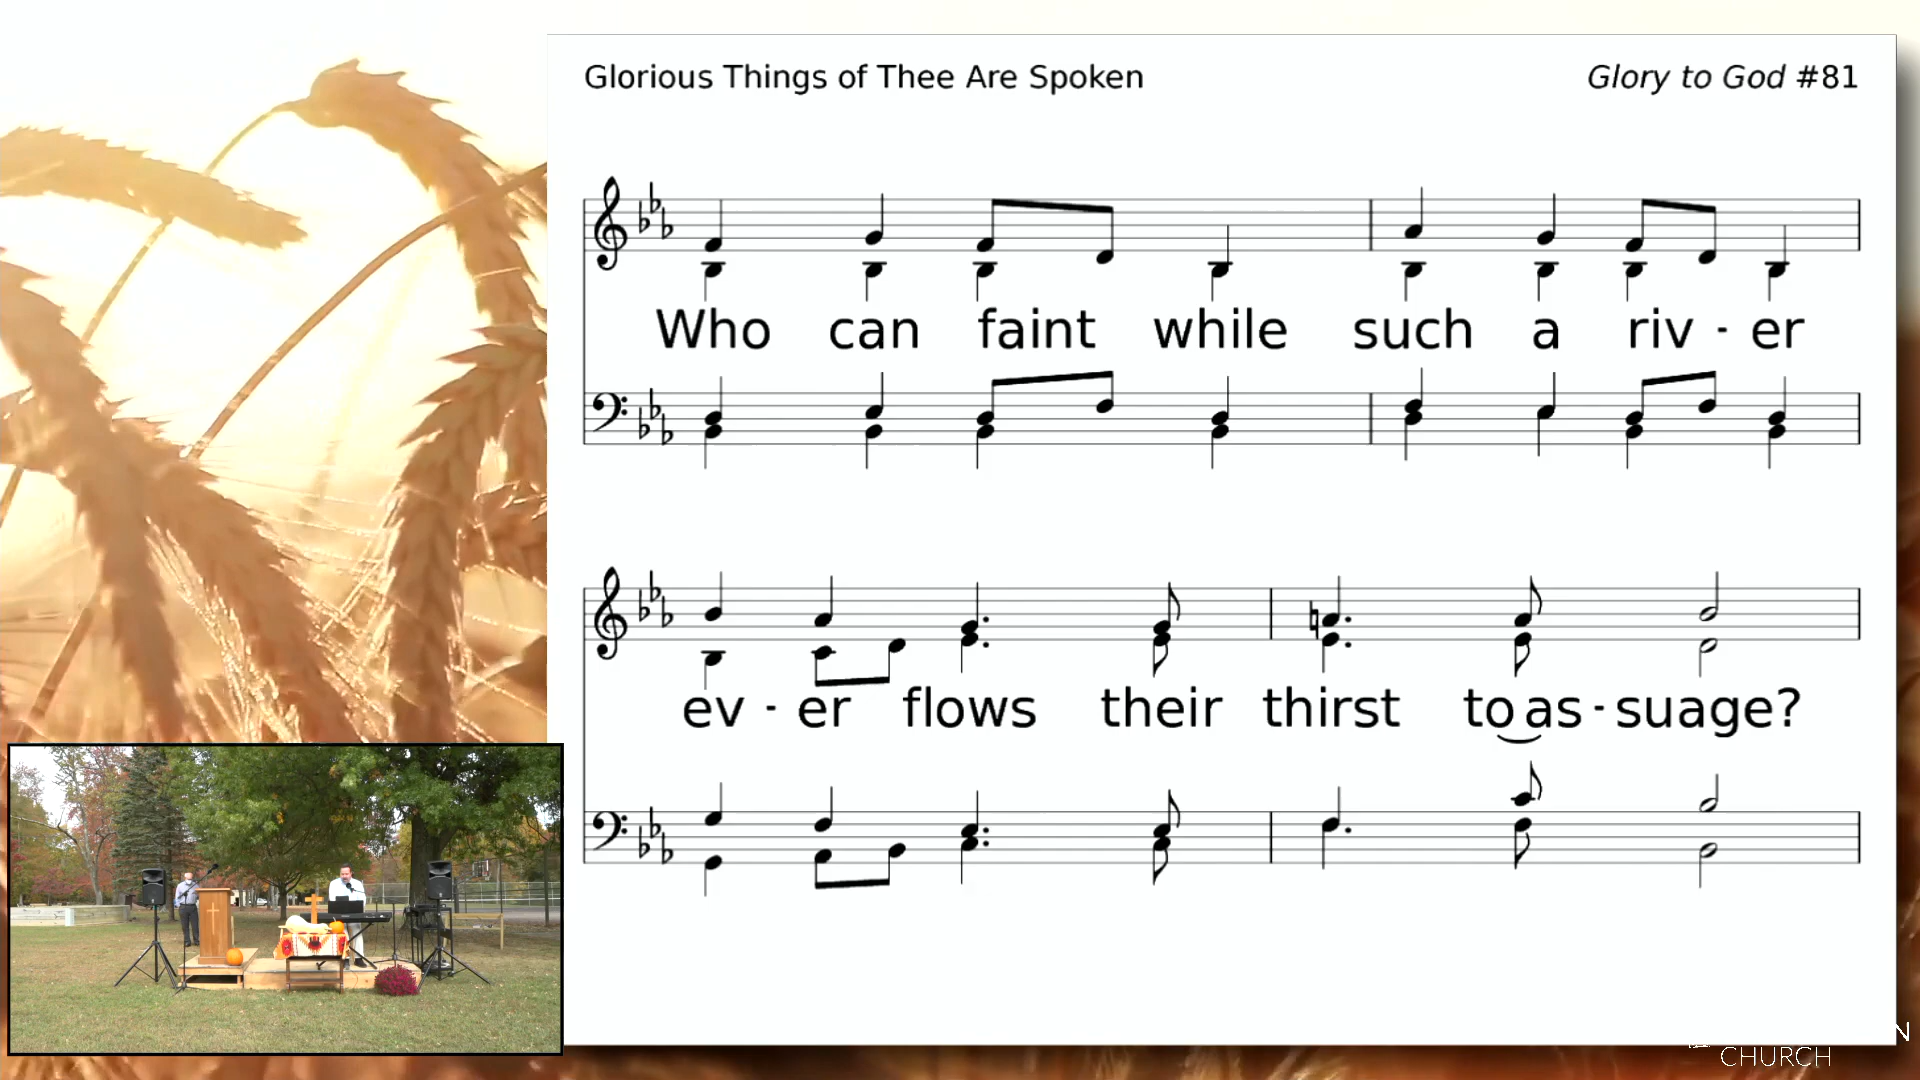 Glorious Things of Thee Are Spoken
Glory to God #81
Who can faint while such a riv - er
ev - er flows their thirst to as - suage?
N
CHURCH